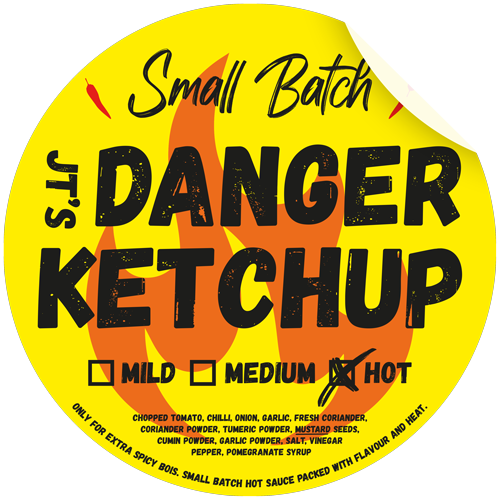 Small Batch
JT'S
DANGER
KETCHUP
MILD MEDIUM HOT
CHOPPED TOMATO, CHILLI, ONION, GARLIC, FRESH CORIANDER,
CORIANDER POWDER, TUMERIC POWDER, MUSTARD SEEDS,
CUMIN POWDER, GARLIC POWDER, SALT, VINEGAR
PEPPER, POMEGRANATE SYRUP
ONLY FOR EXTRA SPICY BOIS. SMALL BATCH HOT SAUCE PACKED WITH FLAVOUR AND HEAT.